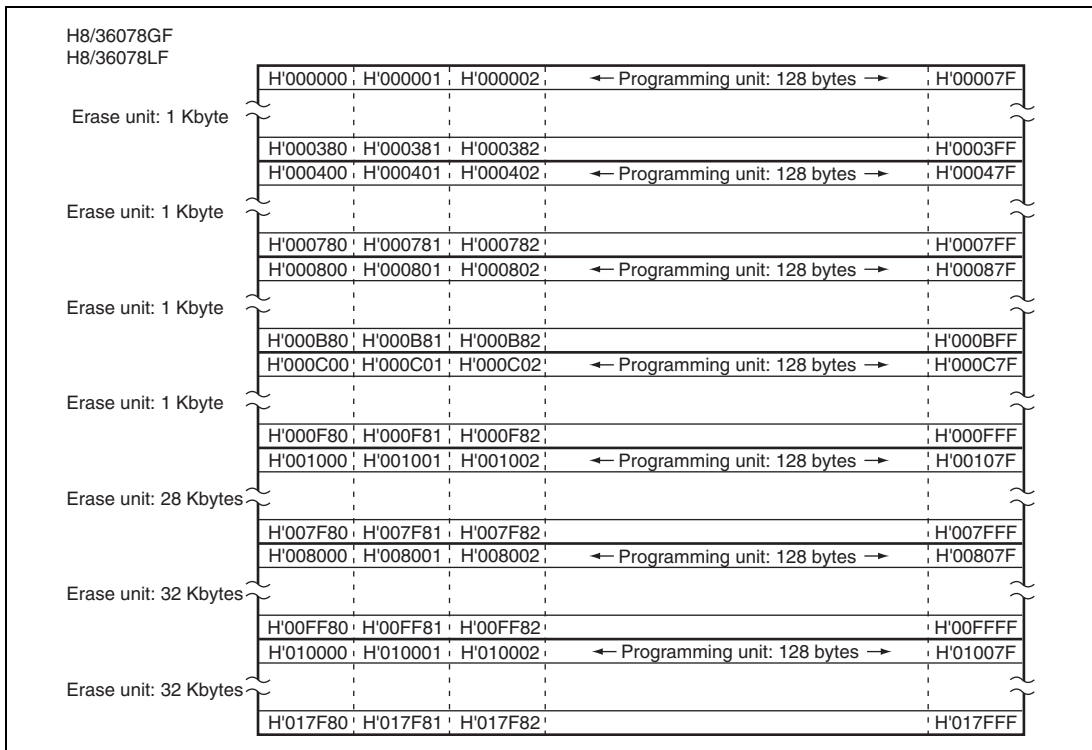 H8/36078GF
H8/36078LF
H'000000 H'000001 H'000002 ← Programming unit: 128 bytes → H'00007F
Erase unit: 1 Kbyte
H'000380 H'000381 H'000382 H'0003FF
H'000400 H'000401 H'000402 ← Programming unit: 128 bytes → H'00047F
Erase unit: 1 Kbyte
H'000780 H'000781 H'000782 H'0007FF
H'000800 H'000801 H'000802 ← Programming unit: 128 bytes → H'00087F
Erase unit: 1 Kbyte
H'000B80 H'000B81 H'000B82 H'000BFF
H'000C00 H'000C01 H'000C02 ← Programming unit: 128 bytes → H'000C7F
Erase unit: 1 Kbyte
H'000F80 H'000F81 H'000F82 H'000FFF
H'001000 H'001001 H'001002 ← Programming unit: 128 bytes → H'00107F
Erase unit: 28 Kbytes
H'007F80 H'007F81 H'007F82 H'007FFF
H'008000 H'008001 H'008002 ← Programming unit: 128 bytes → H'00807F
Erase unit: 32 Kbytes
H'00FF80 H'00FF81 H'00FF82 H'00FFFF
H'010000 H'010001 H'010002 ← Programming unit: 128 bytes → H'01007F
Erase unit: 32 Kbytes
H'017F80 H'017F81 H'017F82 H'017FFF